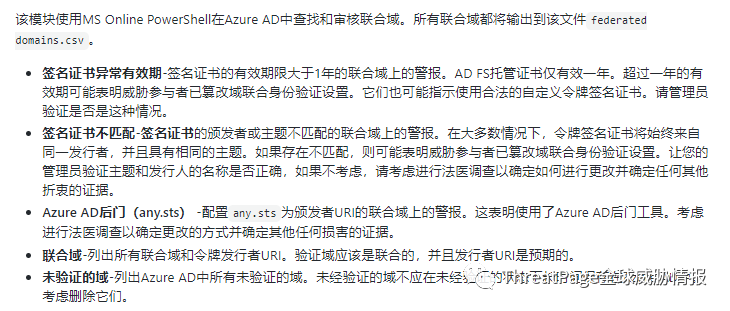 该模块使用MS Online PowerShell在Azure AD中查找和审核联合域。所有联合域都将输出到该文件 federated
domains.csv 。
• 签名证书异常有效期-签名证书的有效期限大于1年的联合域上的警报。AD FS托管证书仅有效一年。超过一年的有
效期可能表明威胁参与者已篡改域联合身份验证设置。它们也可能指示使用合法的自定义令牌签名证书。请管理员
验证是否是这种情况。
• 签名证书不匹配-签名证书的颁发者或主题不匹配的联合域上的警报。在大多数情况下，令牌签名证书将始终来自
同一发行者，并且具有相同的主题。如果存在不匹配，则可能表明威胁参与者已篡改域联合身份验证设置。让您的
管理员验证主题和发行人的名称是否正确，如果不考虑，请考虑进行法医调查以确定如何进行更改并确定任何其他
折衷的证据。
• Azure AD后门（any.sts） -配置 any.sts 为颁发者URI的联合域上的警报。这表明使用了Azure AD后门工具。考虑
进行法医调查以确定更改的方式并确定其他任何损害的证据。
• 联合域-列出所有联合域和令牌发行者URI。验证域应该是联合的，并且发行者URI是预期的。
• 未验证的域-列出Azure AD中所有未验证的域。未经验证的域不应在未经验
ThreatPage全球威胁情报
考虑删除它们。